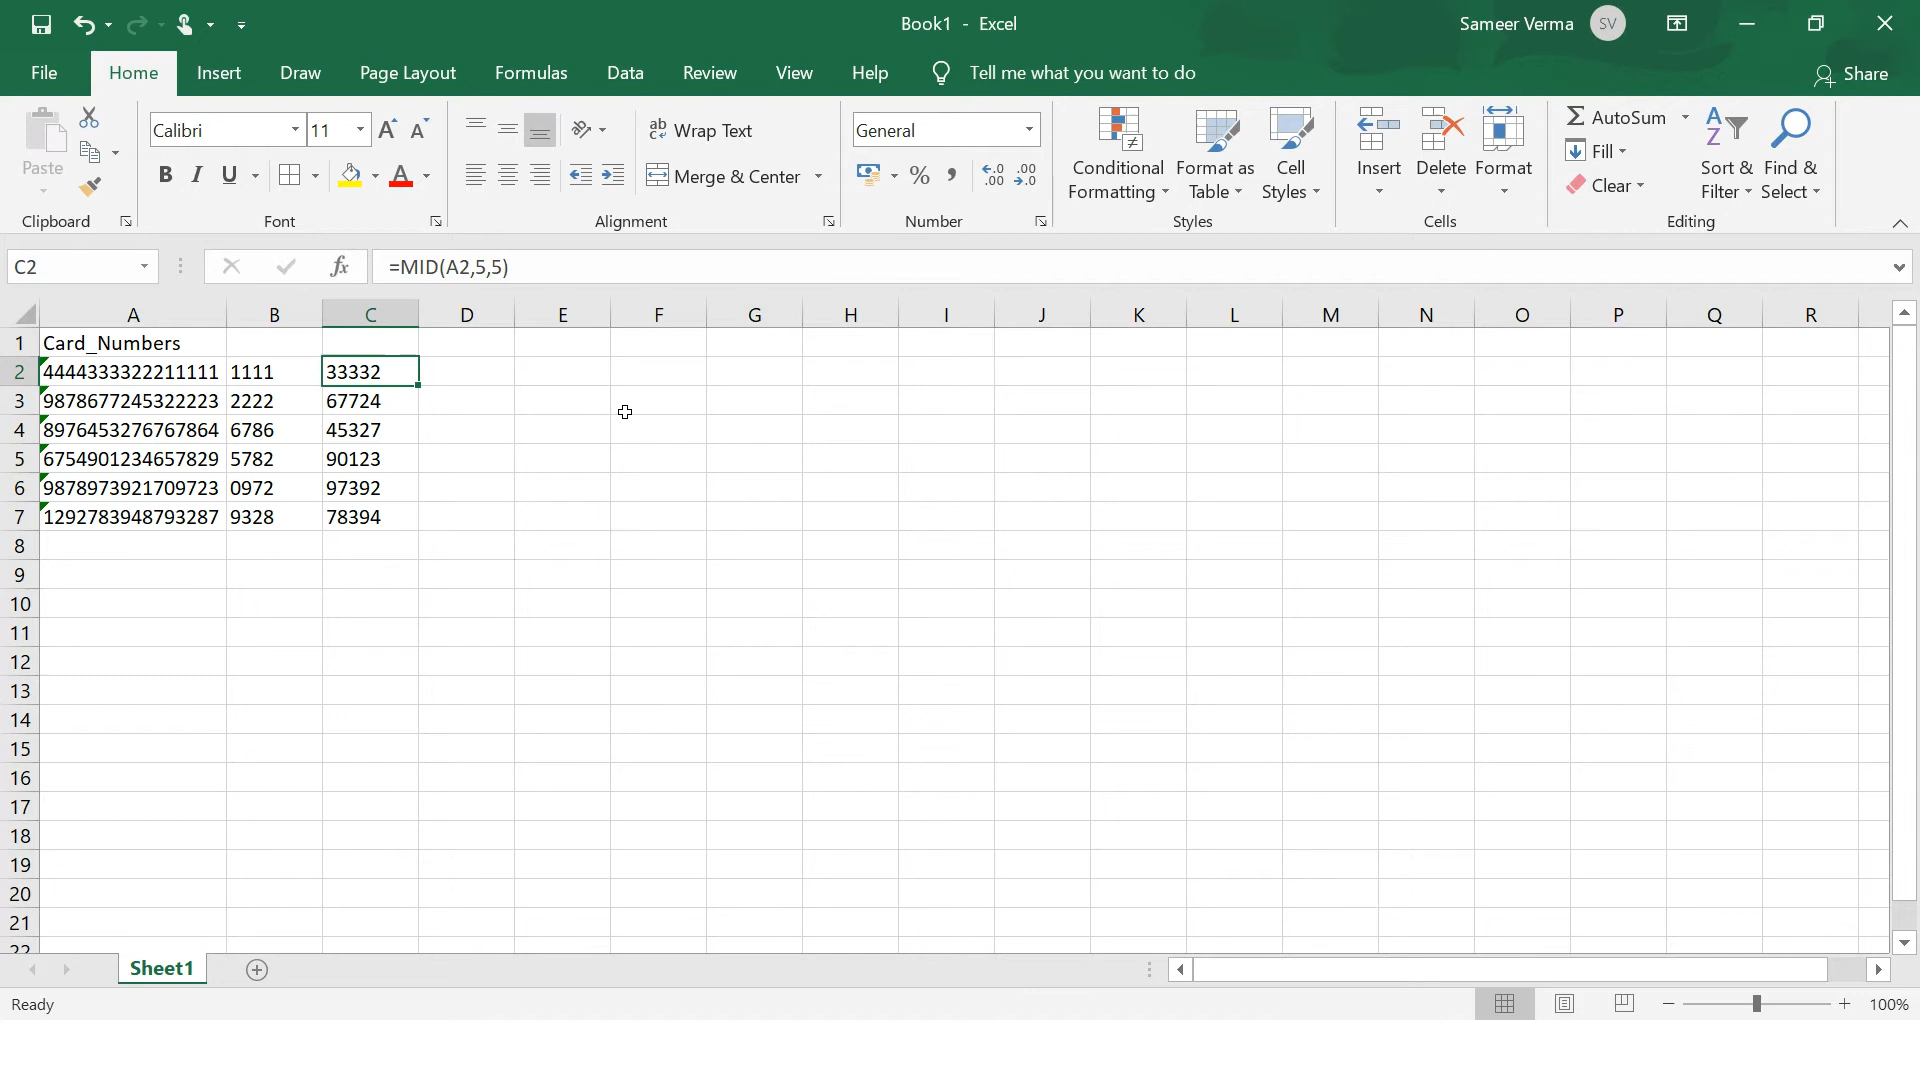 Book1 - Excel
Sameer Verma SV
File Home Insert Draw Page Layout Formulas Data Review View Help Tell me what you want to do Share
Paste
Calibri 11
ab Wrap Text
General
Conditional Formatting
Format as Table
Cell Styles
Insert Delete Format
AutoSum
Fill
Clear
Sort & Filter
Find & Select
B I U
Merge & Center
% ,
Clipboard Font Alignment Number Styles Cells Editing
C2 fx =MID(A2,5,5)
A B C D E F G H I J K L M N O P Q R
1 Card_Numbers
2 4444333322211111 1111 33332
3 9878677245322223 2222 67724
4 8976453276767864 6786 45327
5 6754901234657829 5782 90123
6 9878973921709723 0972 97392
7 1292783948793287 9328 78394
8
9
10
11
12
13
14
15
16
17
18
19
20
21
22
Sheet1
Ready 100%